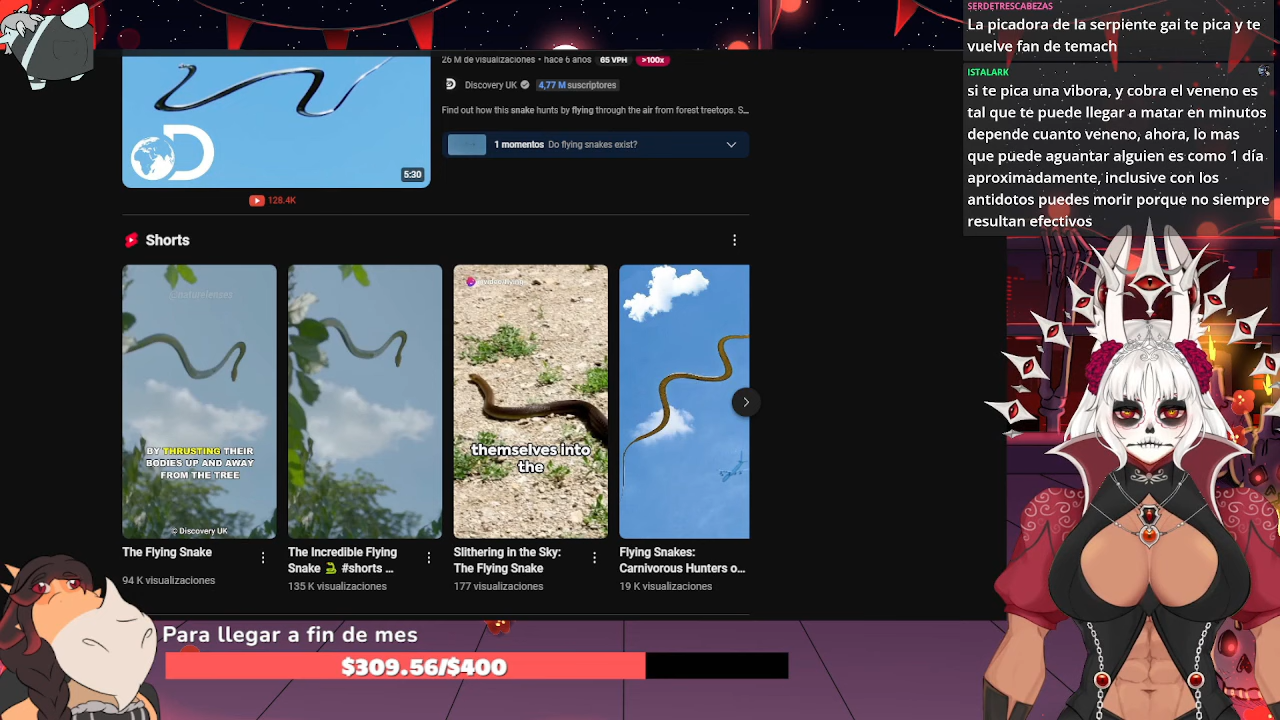 SERDETRESCABEZAS
La picadora de la serpiente gai te pica y te
vuelve fan de temach
ISTALARK
si te pica una vibora, y cobra el veneno es
tal que te puede llegar a matar en minutos
depende cuanto veneno, ahora, lo mas
que puede aguantar alguien es como 1 día
aproximadamente, inclusive con los
antidotos puedes morir porque no siempre
resultan efectivos
26 M de visualizaciones • hace 6 años 65 VPH >100x
Discovery UK 4,77 M suscriptores
Find out how this snake hunts by flying through the air from forest treetops. S...
1 momentos Do flying snakes exist?
5:30
128.4K
Shorts
BY THRUSTING THEIR
BODIES UP AND AWAY
FROM THE TREE
© Discovery UK
themselves into
the
The Flying Snake
94 K visualizaciones
The Incredible Flying
Snake 🐍 #shorts ...
135 K visualizaciones
Slithering in the Sky:
The Flying Snake
177 visualizaciones
Flying Snakes:
Carnivorous Hunters o...
19 K visualizaciones
Para llegar a fin de mes
$309.56/$400